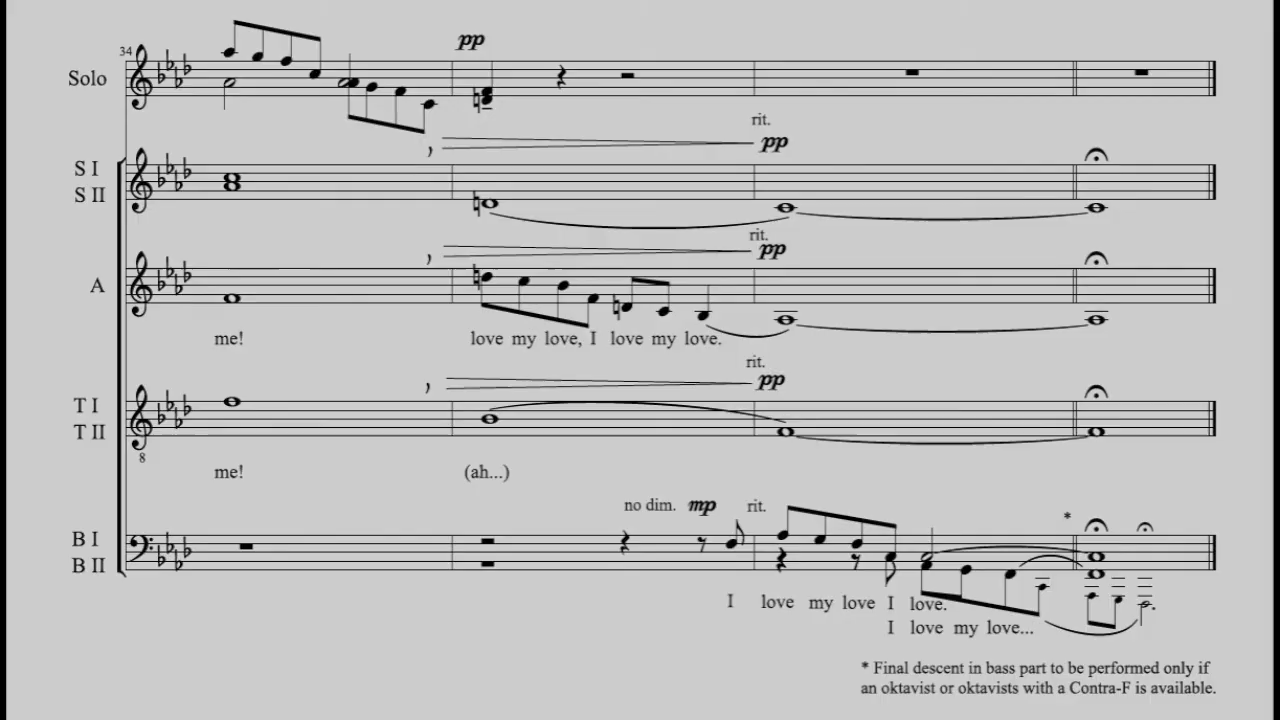 34
pp
Solo
rit.
S I
pp
S II
rit.
pp
A
me! love my love, I love my love.
rit.
pp
T I
T II
8
me! (ah...)
no dim. mp rit.
*
B I
B II
I love my love I love.
I love my love...
* Final descent in bass part to be performed only if
an oktavist or oktavists with a Contra-F is available.